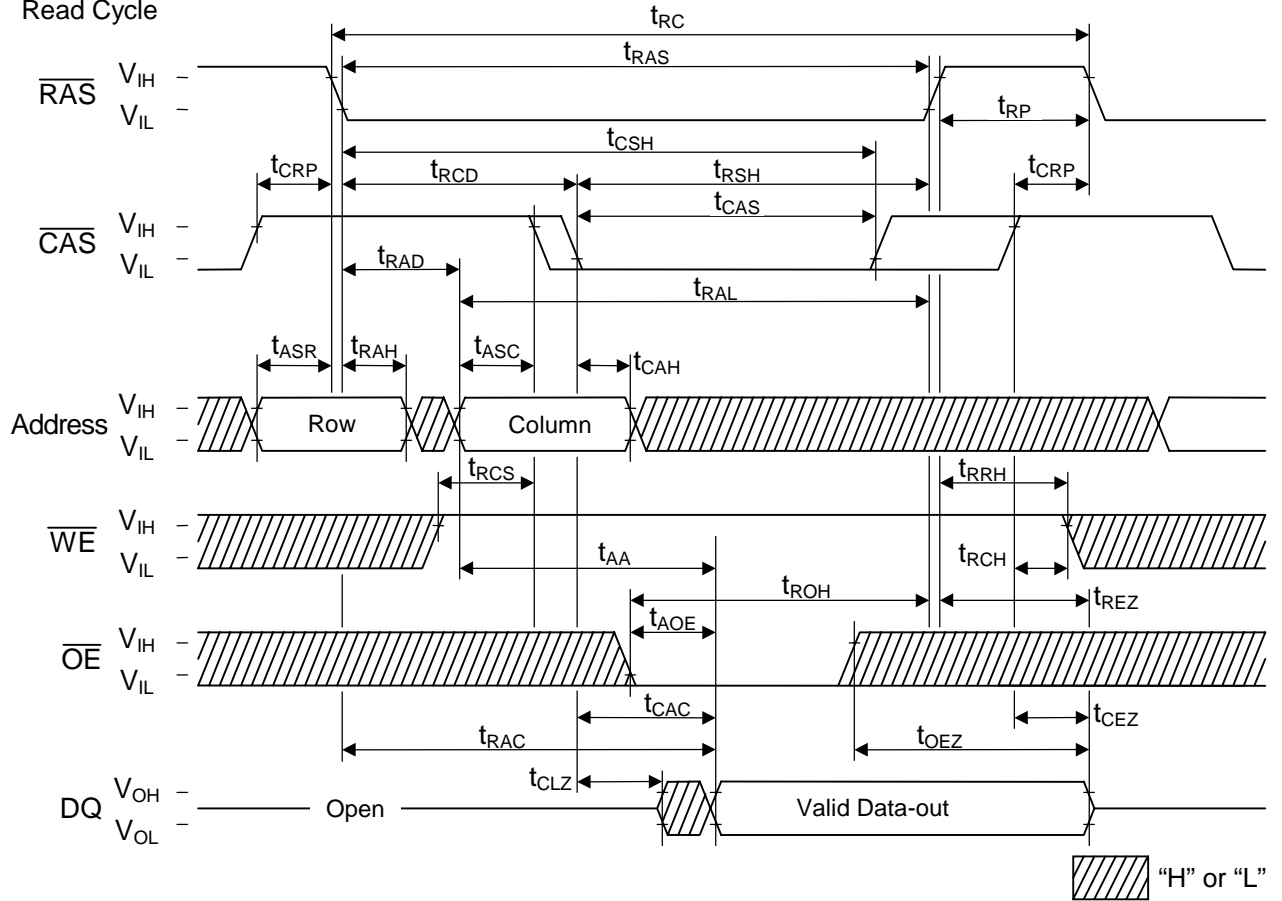 Read Cycle
tRC
tRAS
RAS
VIH
VIL
tRP
tCSH
tCRP
tRCD
tRSH
tCRP
tCAS
CAS
VIH
VIL
tRAD
tRAL
tASR
tRAH
tASC
tCAH
Address
VIH
VIL
Row
Column
tRCS
tRRH
WE
VIH
VIL
tAA
tRCH
tROH
tREZ
tAOE
OE
VIH
VIL
tCAC
tCEZ
tRAC
tOEZ
tCLZ
DQ
VOH
VOL
Open
Valid Data-out
“H” or “L”